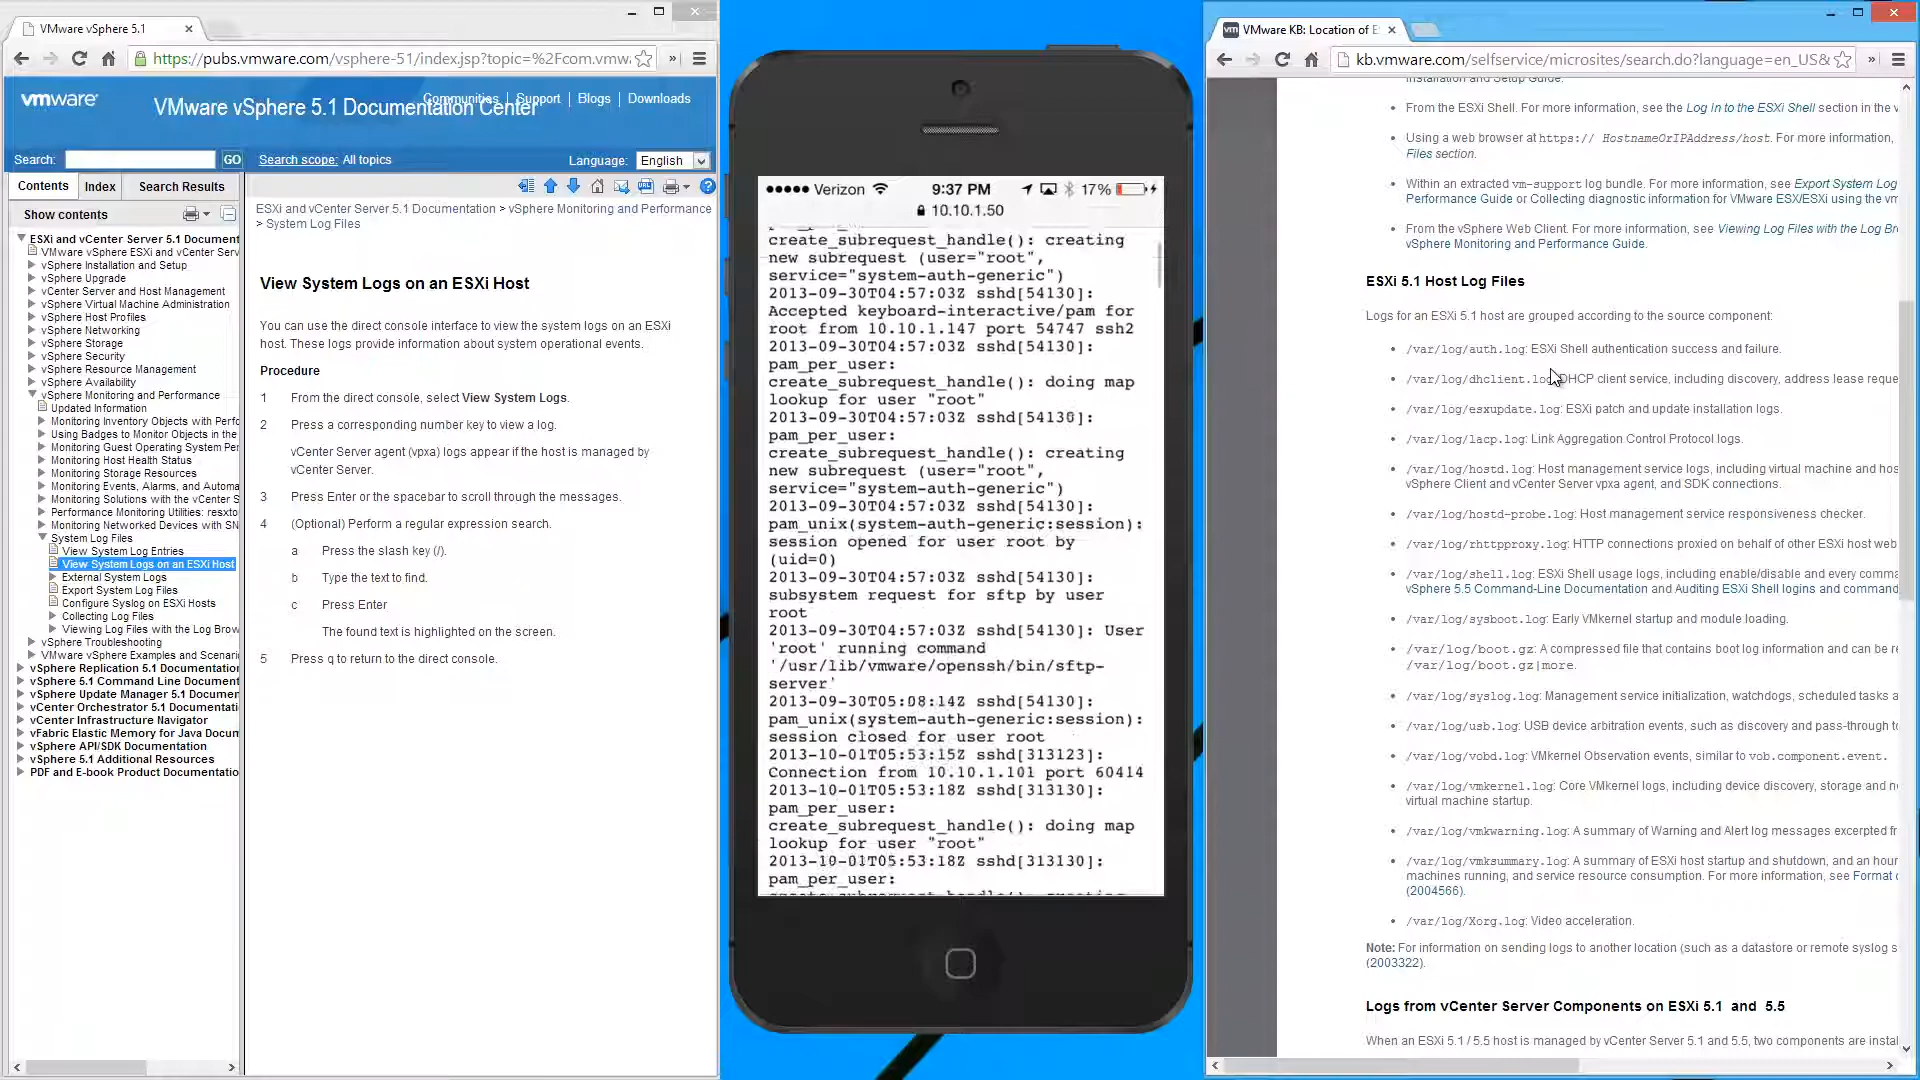 VMware vSphere 5.1
https://pubs.vmware.com/vsphere-51/index.jsp?topic=%2Fcom.vmw
vmware
VMware vSphere 5.1 Documentation Center
Communities | Support | Blogs | Downloads
Search: GO Search scope: All topics Language: English
Contents Index Search Results
Show contents
ESXi and vCenter Server 5.1 Document
VMware vSphere ESXi and vCenter Serv
vSphere Installation and Setup
vSphere Upgrade
vCenter Server and Host Management
vSphere Virtual Machine Administration
vSphere Host Profiles
vSphere Networking
vSphere Storage
vSphere Security
vSphere Resource Management
vSphere Availability
vSphere Monitoring and Performance
Updated Information
Monitoring Inventory Objects with Perfo
Using Badges to Monitor Objects in the
Monitoring Guest Operating System Per
Monitoring Host Health Status
Monitoring Storage Resources
Monitoring Events, Alarms, and Automa
Monitoring Solutions with the vCenter S
Performance Monitoring Utilities: resxto
Monitoring Networked Devices with SN
System Log Files
View System Log Entries
View System Logs on an ESXi Host
External System Logs
Export System Log Files
Configure Syslog on ESXi Hosts
Collecting Log Files
Viewing Log Files with the Log Brow
vSphere Troubleshooting
VMware vSphere Examples and Scenari
vSphere Replication 5.1 Documentation
vSphere 5.1 Command Line Document
vSphere Update Manager 5.1 Documen
vCenter Orchestrator 5.1 Documentatio
vCenter Infrastructure Navigator
vFabric Elastic Memory for Java Docum
vSphere API/SDK Documentation
vSphere 5.1 Additional Resources
PDF and E-book Product Documentatio
ESXi and vCenter Server 5.1 Documentation > vSphere Monitoring and Performance
> System Log Files
View System Logs on an ESXi Host
You can use the direct console interface to view the system logs on an ESXi
host. These logs provide information about system operational events.
Procedure
1 From the direct console, select View System Logs.
2 Press a corresponding number key to view a log.
vCenter Server agent (vpxa) logs appear if the host is managed by
vCenter Server.
3 Press Enter or the spacebar to scroll through the messages.
4 (Optional) Perform a regular expression search.
a Press the slash key (/).
b Type the text to find.
c Press Enter
The found text is highlighted on the screen.
5 Press q to return to the direct console.
Verizon 9:37 PM 17%
10.10.1.50
create_subrequest_handle(): creating
new subrequest (user="root",
service="system-auth-generic")
2013-09-30T04:57:03Z sshd[54130]:
Accepted keyboard-interactive/pam for
root from 10.10.1.147 port 54747 ssh2
2013-09-30T04:57:03Z sshd[54130]:
pam_per_user:
create_subrequest_handle(): doing map
lookup for user "root"
2013-09-30T04:57:03Z sshd[54130]:
pam_per_user:
create_subrequest_handle(): creating
new subrequest (user="root",
service="system-auth-generic")
2013-09-30T04:57:03Z sshd[54130]:
pam_unix(system-auth-generic:session):
session opened for user root by
(uid=0)
2013-09-30T04:57:03Z sshd[54130]:
subsystem request for sftp by user
root
2013-09-30T04:57:03Z sshd[54130]: User
'root' running command
'/usr/lib/vmware/openssh/bin/sftp-
server'
2013-09-30T05:08:14Z sshd[54130]:
pam_unix(system-auth-generic:session):
session closed for user root
2013-10-01T05:53:15Z sshd[313123]:
Connection from 10.10.1.101 port 60414
2013-10-01T05:53:18Z sshd[313130]:
pam_per_user:
create_subrequest_handle(): doing map
lookup for user "root"
2013-10-01T05:53:18Z sshd[313130]:
pam_per_user:
VMware KB: Location of E
kb.vmware.com/selfservice/microsites/search.do?language=en_US&
Installation and Setup Guide.
From the ESXi Shell. For more information, see the Log In to the ESXi Shell section in the v
Using a web browser at https:// HostnameOrIPAddress/host. For more information,
Files section.
Within an extracted vm-support log bundle. For more information, see Export System Log
Performance Guide or Collecting diagnostic information for VMware ESX/ESXi using the vm
From the vSphere Web Client. For more information, see Viewing Log Files with the Log Br
vSphere Monitoring and Performance Guide.
ESXi 5.1 Host Log Files
Logs for an ESXi 5.1 host are grouped according to the source component:
/var/log/auth.log: ESXi Shell authentication success and failure.
/var/log/dhclient.log DHCP client service, including discovery, address lease reque
/var/log/esxupdate.log: ESXi patch and update installation logs.
/var/log/lacp.log: Link Aggregation Control Protocol logs.
/var/log/hostd.log: Host management service logs, including virtual machine and hos
vSphere Client and vCenter Server vpxa agent, and SDK connections.
/var/log/hostd-probe.log: Host management service responsiveness checker.
/var/log/rhttpproxy.log: HTTP connections proxied on behalf of other ESXi host web
/var/log/shell.log: ESXi Shell usage logs, including enable/disable and every comma
vSphere 5.5 Command-Line Documentation and Auditing ESXi Shell logins and command
/var/log/sysboot.log: Early VMkernel startup and module loading.
/var/log/boot.gz: A compressed file that contains boot log information and can be re
/var/log/boot.gz|more.
/var/log/syslog.log: Management service initialization, watchdogs, scheduled tasks a
/var/log/usb.log: USB device arbitration events, such as discovery and pass-through to
/var/log/vobd.log: VMkernel Observation events, similar to vob.component.event.
/var/log/vmkernel.log: Core VMkernel logs, including device discovery, storage and ne
virtual machine startup.
/var/log/vmkwarning.log: A summary of Warning and Alert log messages excerpted fr
/var/log/vmksummary.log: A summary of ESXi host startup and shutdown, and an hour
machines running, and service resource consumption. For more information, see Format o
(2004566).
/var/log/Xorg.log: Video acceleration.
Note: For information on sending logs to another location (such as a datastore or remote syslog s
(2003322).
Logs from vCenter Server Components on ESXi 5.1 and 5.5
When an ESXi 5.1 / 5.5 host is managed by vCenter Server 5.1 and 5.5, two components are instal